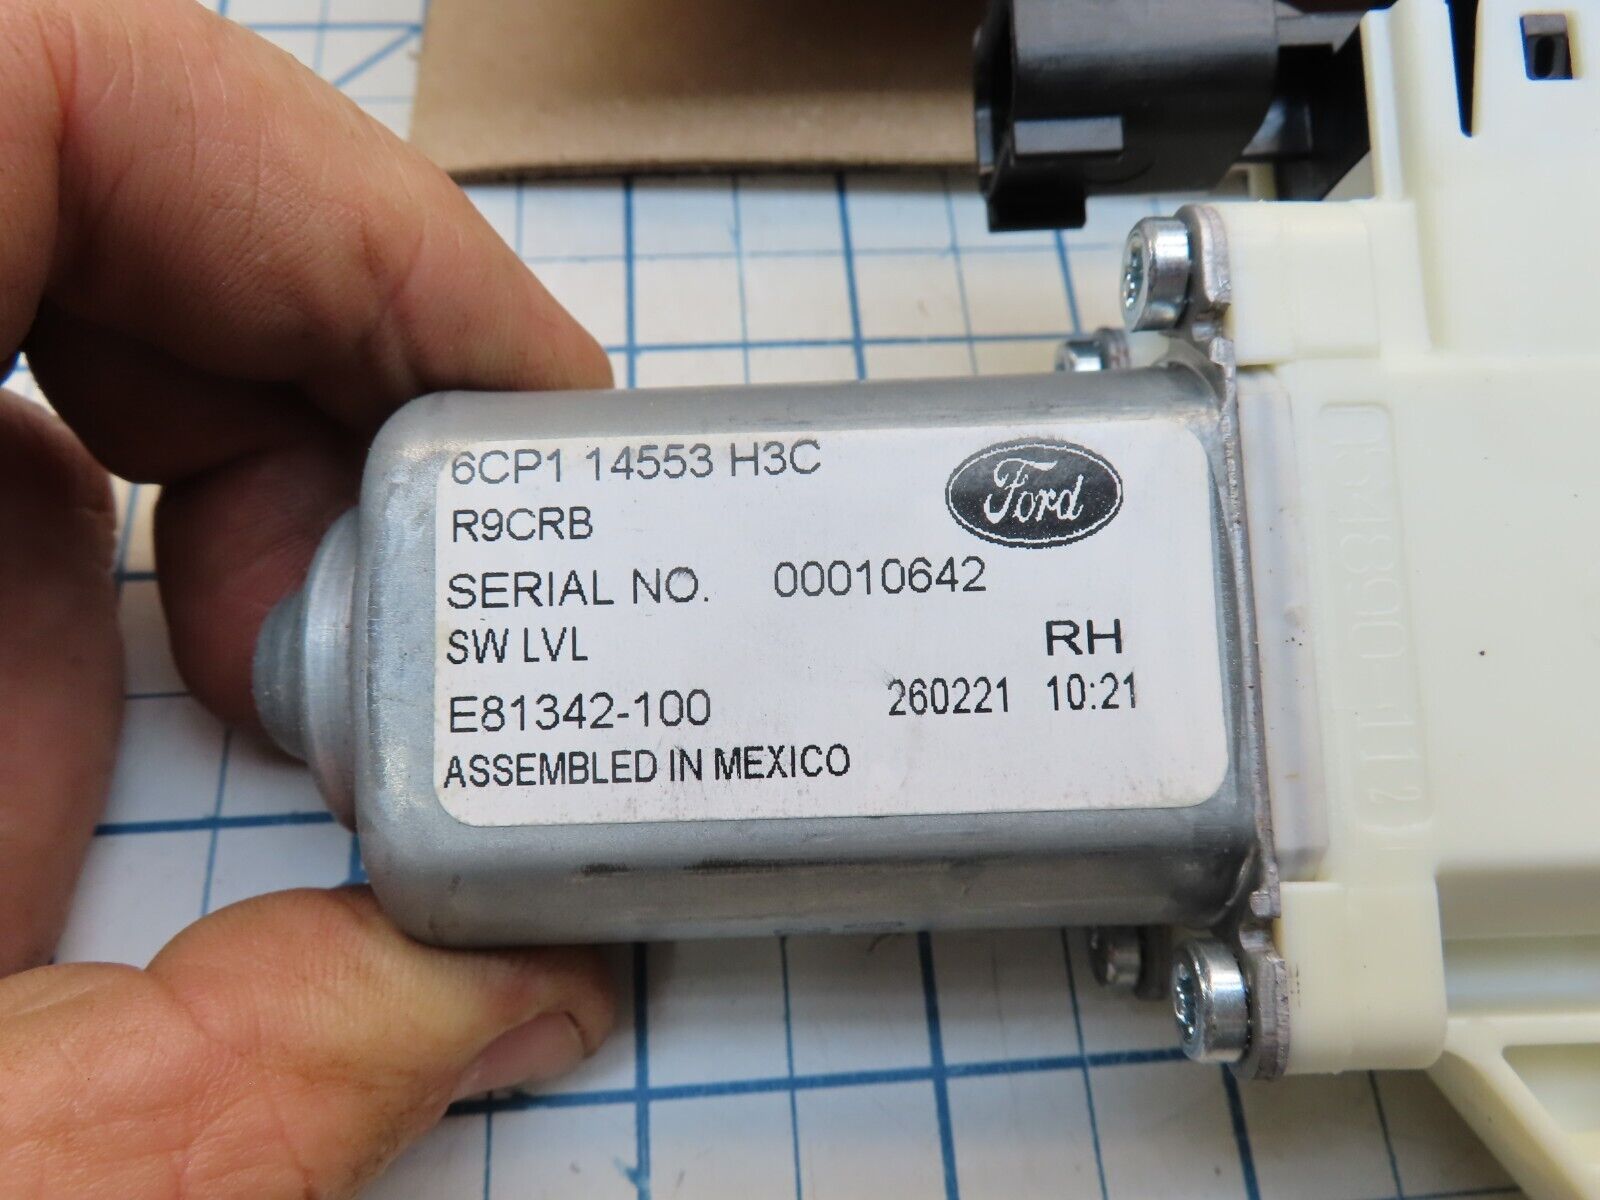 6CP1 14553 H3C
Ford
R9CRB
SERIAL NO. 00010642
SW LVL RH
E81342-100 260221 10:21
ASSEMBLED IN MEXICO